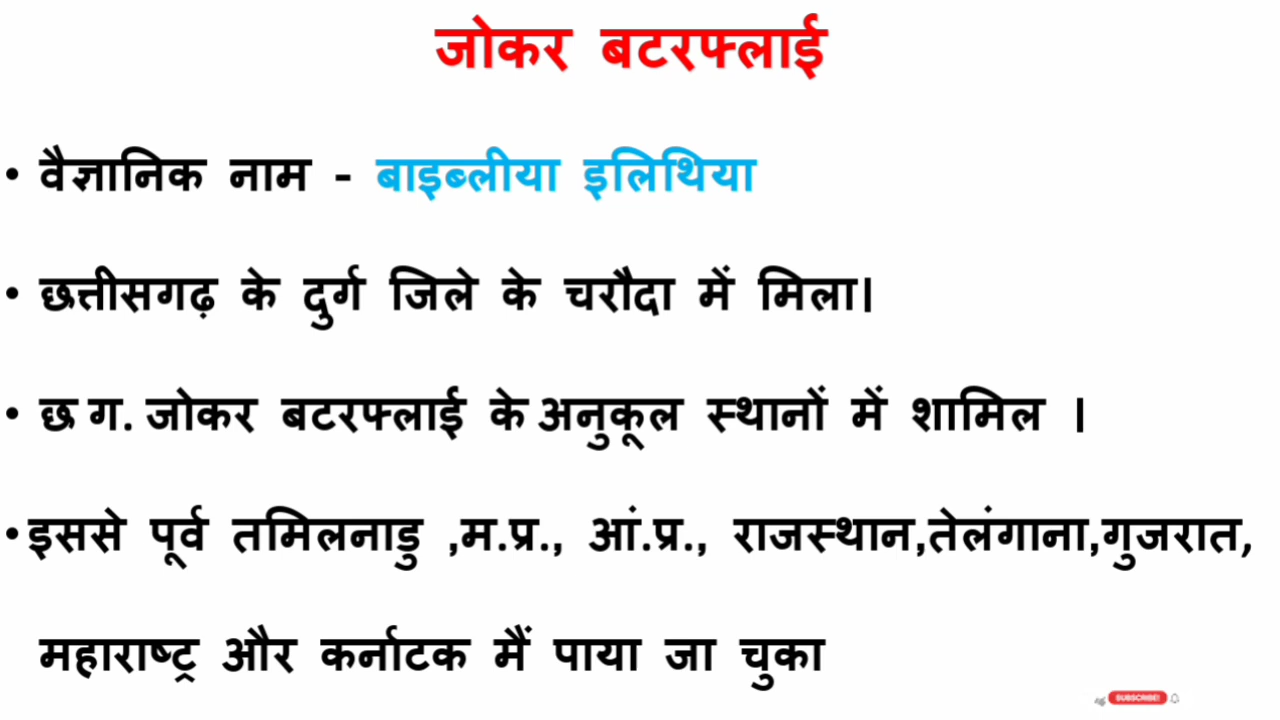 जोकर बटरफ्लाई
• वैज्ञानिक नाम - बाइब्लीया इलिथिया
• छत्तीसगढ़ के दुर्ग जिले के चरौदा में मिला।
• छ ग. जोकर बटरफ्लाई के अनुकूल स्थानों में शामिल ।
• इससे पूर्व तमिलनाडु ,म.प्र., आं.प्र., राजस्थान,तेलंगाना,गुजरात,
महाराष्ट्र और कर्नाटक मैं पाया जा चुका
SUBSCRIBE!